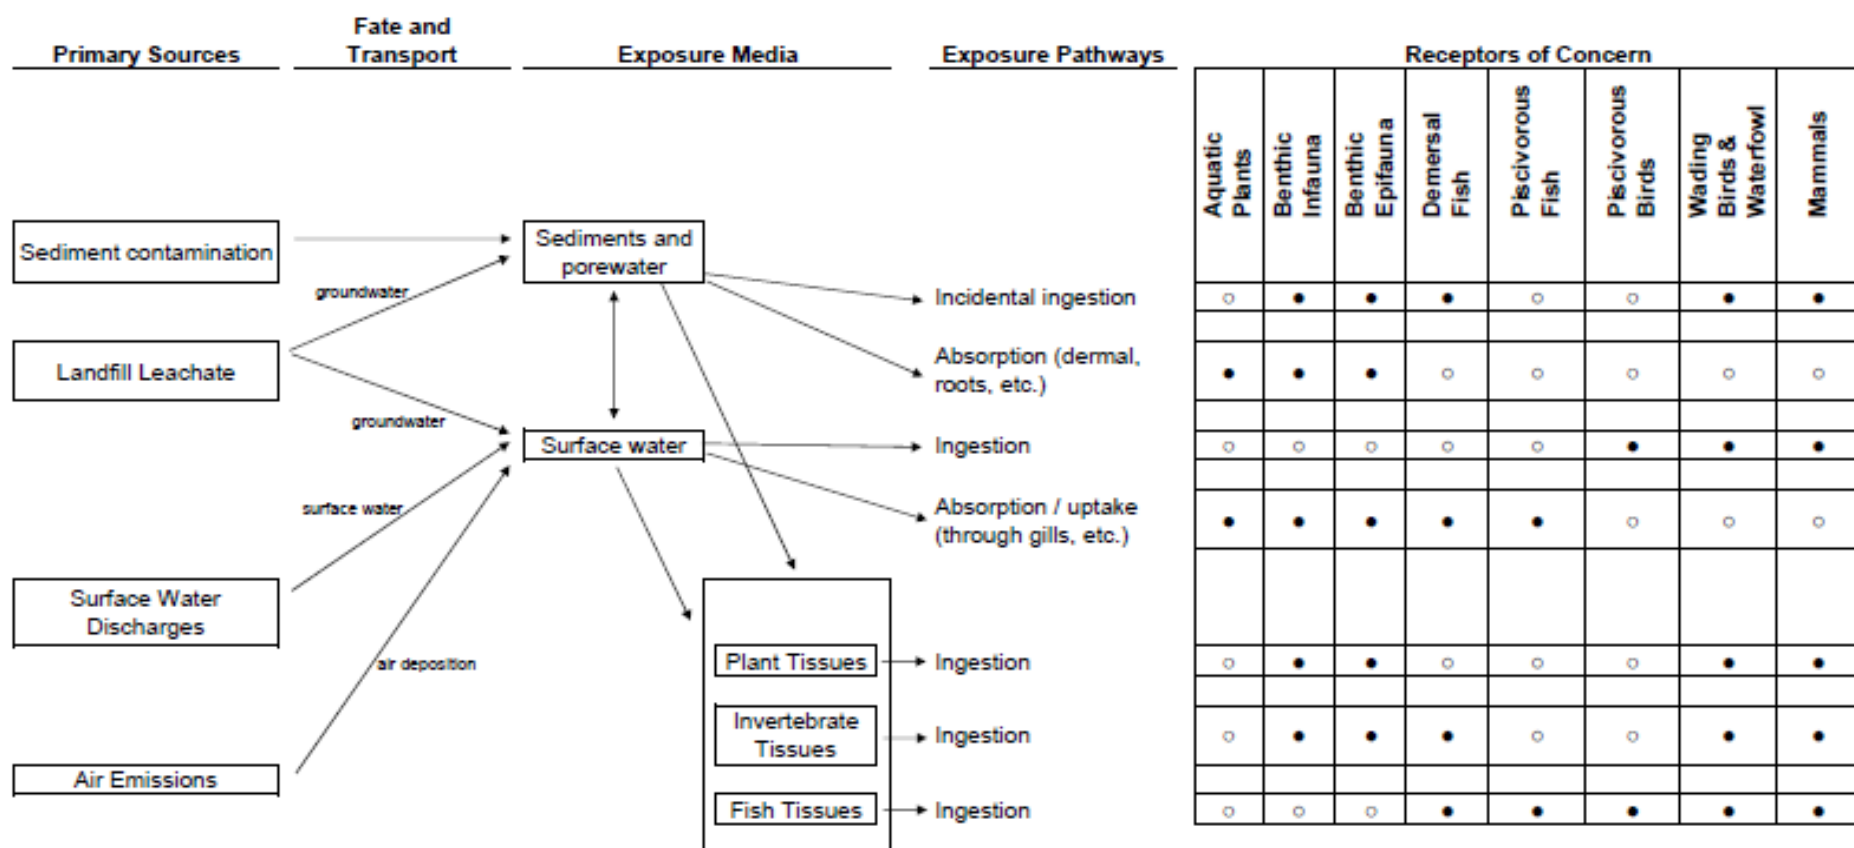 Fate and
Primary Sources Transport Exposure Media Exposure Pathways Receptors of Concern
Aquatic
Plants
Benthic
Infauna
Benthic
Epifauna
Demersal
Fish
Piscivorous
Fish
Piscivorous
Birds
Wading
Birds &
Waterfowl
Mammals
Sediment contamination
Sediments and
porewater
groundwater
Incidental ingestion
Landfill Leachate
Absorption (dermal,
roots, etc.)
groundwater
Surface water
Ingestion
surface water
Absorption / uptake
(through gills, etc.)
Surface Water
Discharges
air deposition
Plant Tissues
Ingestion
Invertebrate
Tissues
Ingestion
Air Emissions
Fish Tissues
Ingestion